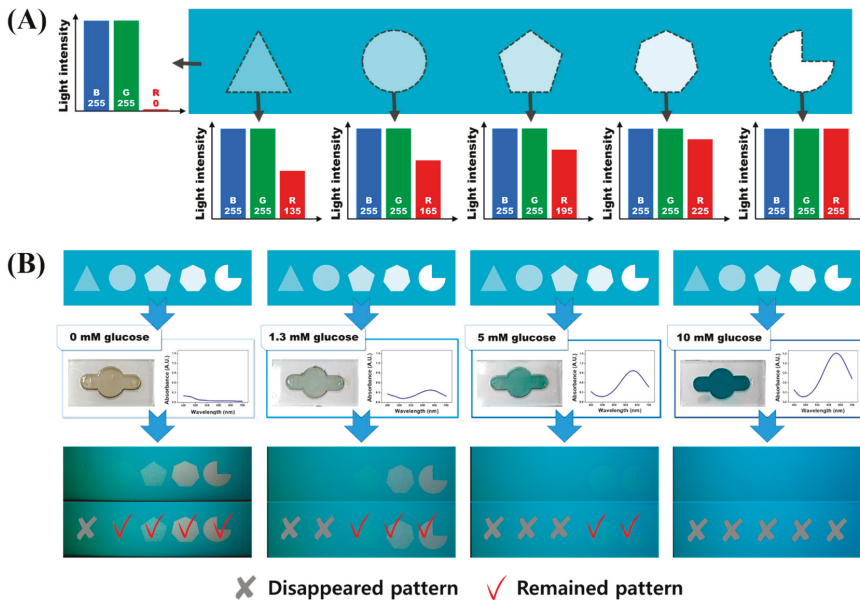 (A)
Light intensity
B
255
G
255
R
0
Light intensity
B
255
G
255
R
135
Light intensity
B
255
G
255
R
165
Light intensity
B
255
G
255
R
195
Light intensity
B
255
G
255
R
225
Light intensity
B
255
G
255
R
255
(B)
0 mM glucose
Absorbance (A.U.)
Wavelength (nm)
1.3 mM glucose
Absorbance (A.U.)
Wavelength (nm)
5 mM glucose
Absorbance (A.U.)
Wavelength (nm)
10 mM glucose
Absorbance (A.U.)
Wavelength (nm)
Disappeared pattern
Remained pattern